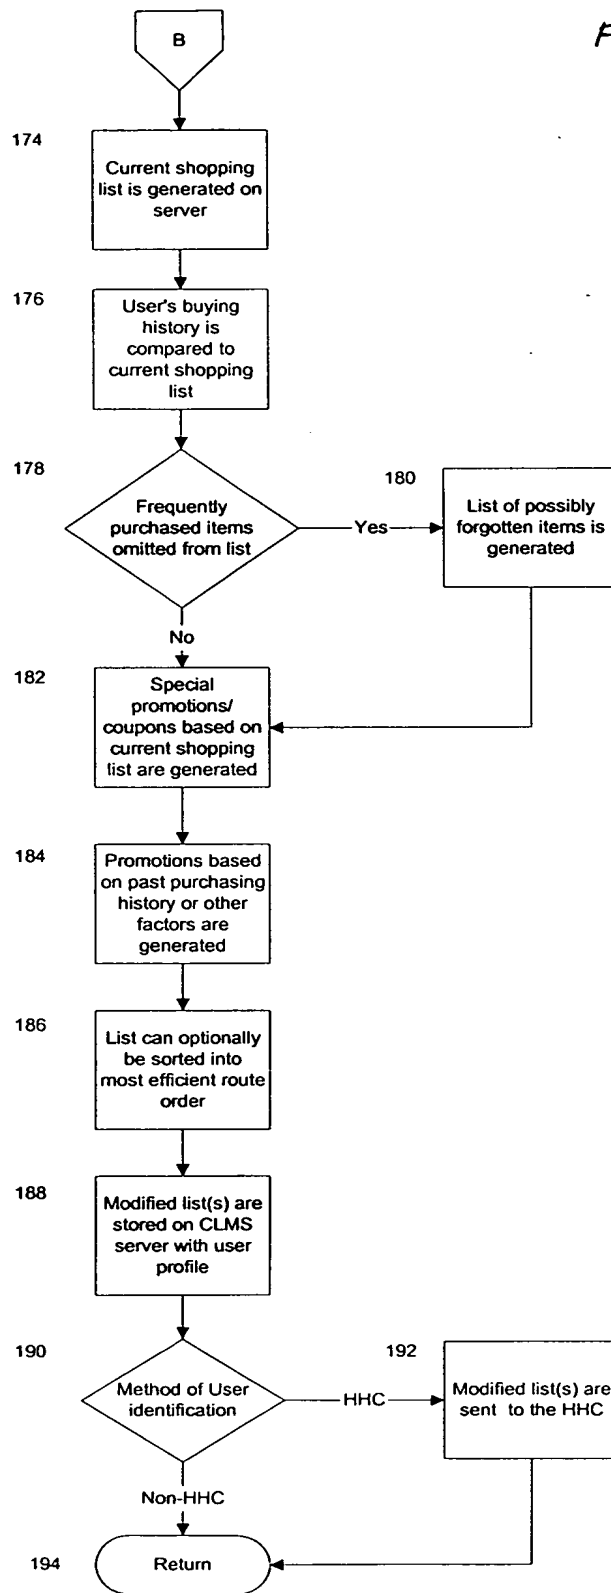 B
F
174
Current shopping
list is generated on
server
176
User's buying
history is
compared to
current shopping
list
178
Frequently
purchased items
omitted from list
Yes
180
List of possibly
forgotten items is
generated
No
182
Special
promotions/
coupons based on
current shopping
list are generated
184
Promotions based
on past purchasing
history or other
factors are
generated
186
List can optionally
be sorted into
most efficient route
order
188
Modified list(s) are
stored on CLMS
server with user
profile
190
Method of User
identification
HHC
192
Modified list(s) are
sent to the HHC
Non-HHC
194
Return